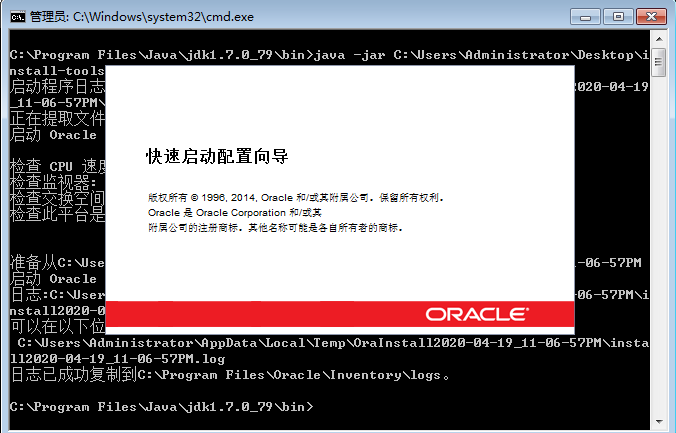 管理员: C:\Windows\system32\cmd.exe
C:\Program Files\Java\jdk1.7.0_79\bin>java -jar C:\Users\Administrator\Desktop\i
nstall-tools
启动程序日志 2020-04-19
_11-06-57PM\
正在提取文件
启动 Oracle
检查 CPU 速度
检查监视器:
检查交换空间
检查此平台是
快速启动配置向导
版权所有 © 1996, 2014, Oracle 和/或其附属公司。保留所有权利。
Oracle 是 Oracle Corporation 和/或其
附属公司的注册商标。其他名称可能是各自所有者的商标。
ORACLE
准备从C:\Use 1-06-57PM
启动 Oracle
日志:C:\User -06-57PM\i
nstall2020-0
可以在以下位
C:\Users\Administrator\AppData\Local\Temp\OraInstall2020-04-19_11-06-57PM\insta
ll2020-04-19_11-06-57PM.log
日志已成功复制到C:\Program Files\Oracle\Inventory\logs。
C:\Program Files\Java\jdk1.7.0_79\bin>